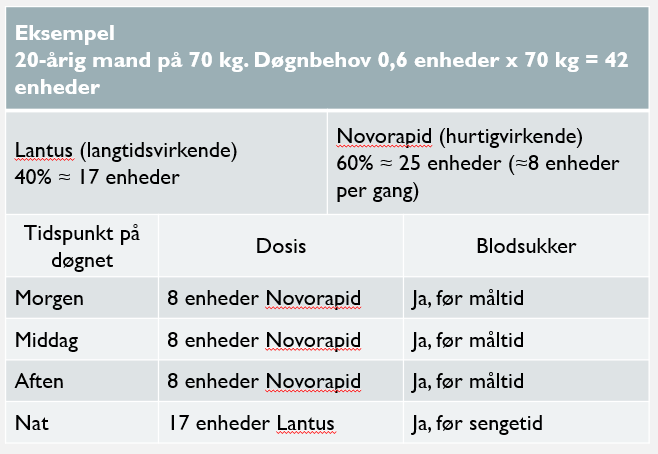 Eksempel
20-årig mand på 70 kg. Døgnbehov 0,6 enheder x 70 kg = 42
enheder
Lantus (langtidsvirkende)
40% ≈ 17 enheder
Novorapid (hurtigvirkende)
60% ≈ 25 enheder (≈8 enheder
per gang)
Tidspunkt på
døgnet
Dosis
Blodsukker
Morgen
8 enheder Novorapid
Ja, før måltid
Middag
8 enheder Novorapid
Ja, før måltid
Aften
8 enheder Novorapid
Ja, før måltid
Nat
17 enheder Lantus
Ja, før sengetid